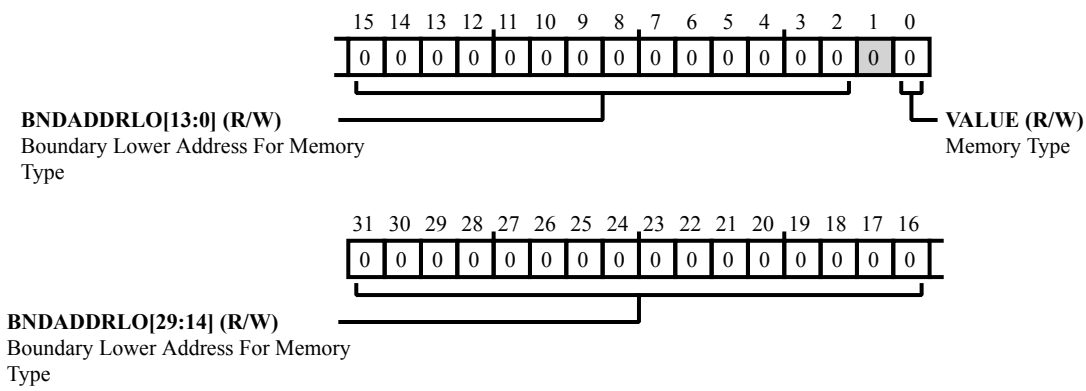 15 14 13 12 11 10 9 8 7 6 5 4 3 2 1 0
0 0 0 0 0 0 0 0 0 0 0 0 0 0 0 0
BNDADDRLO[13:0] (R/W)
Boundary Lower Address For Memory
Type
VALUE (R/W)
Memory Type
31 30 29 28 27 26 25 24 23 22 21 20 19 18 17 16
0 0 0 0 0 0 0 0 0 0 0 0 0 0 0 0
BNDADDRLO[29:14] (R/W)
Boundary Lower Address For Memory
Type